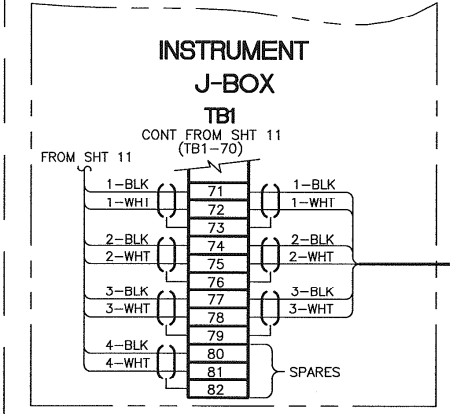 INSTRUMENT
J-BOX
TB1
CONT FROM SHT 11
(TB1-70)
FROM SHT 11
1-BLK 71 1-BLK
1-WHT 72 1-WHT
73
2-BLK 74 2-BLK
2-WHT 75 2-WHT
76
3-BLK 77 3-BLK
3-WHT 78 3-WHT
79
4-BLK 80
4-WHT 81 SPARES
82